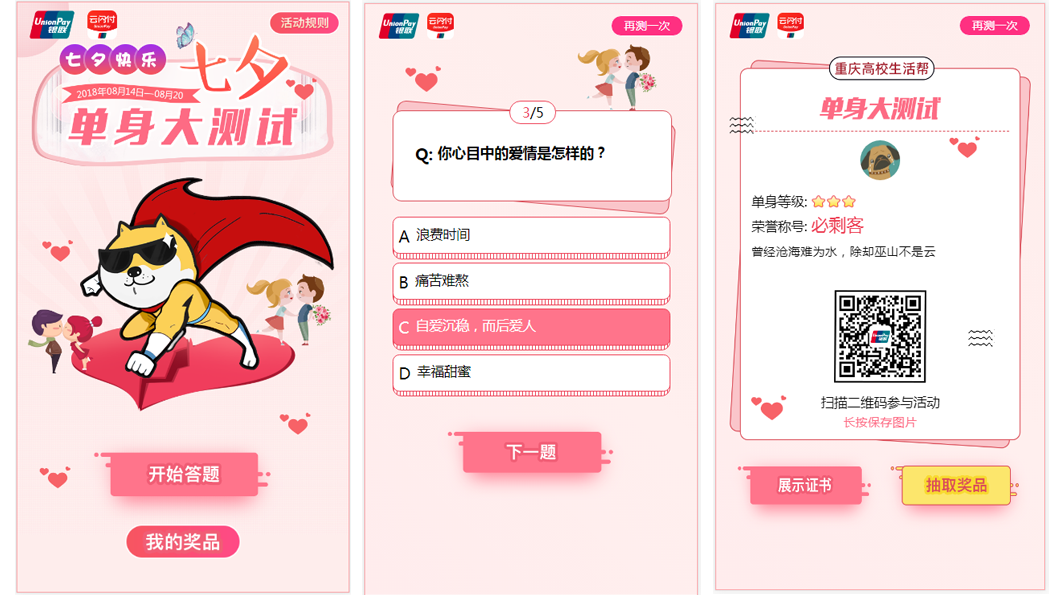 UnionPay
银联
云闪付
活动规则
七夕快乐
七夕
2018年08月14日—08月20
单身大测试
开始答题
我的奖品
UnionPay
银联
云闪付
再测一次
3/5
Q: 你心目中的爱情是怎样的？
A 浪费时间
B 痛苦难熬
C 自爱沉稳，而后爱人
D 幸福甜蜜
下一题
UnionPay
银联
云闪付
再测一次
重庆高校生活帮
单身大测试
单身等级:
荣誉称号: 必剩客
曾经沧海难为水，除却巫山不是云
扫描二维码参与活动
长按保存图片
展示证书
抽取奖品